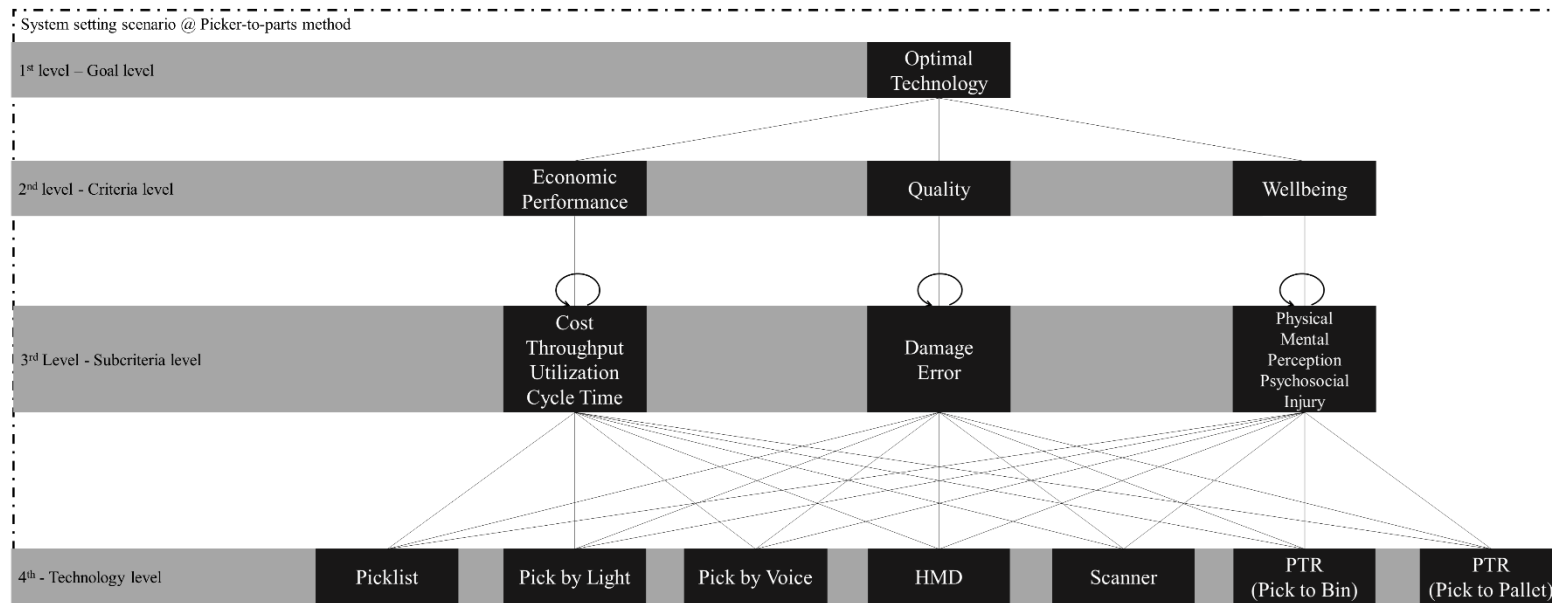 System setting scenario @ Picker-to-parts method
1st level – Goal level
Optimal
Technology
2nd level - Criteria level
Economic
Performance
Quality
Wellbeing
3rd Level - Subcriteria level
Cost
Throughput
Utilization
Cycle Time
Damage
Error
Physical
Mental
Perception
Psychosocial
Injury
4th - Technology level
Picklist
Pick by Light
Pick by Voice
HMD
Scanner
PTR
(Pick to Bin)
PTR
(Pick to Pallet)